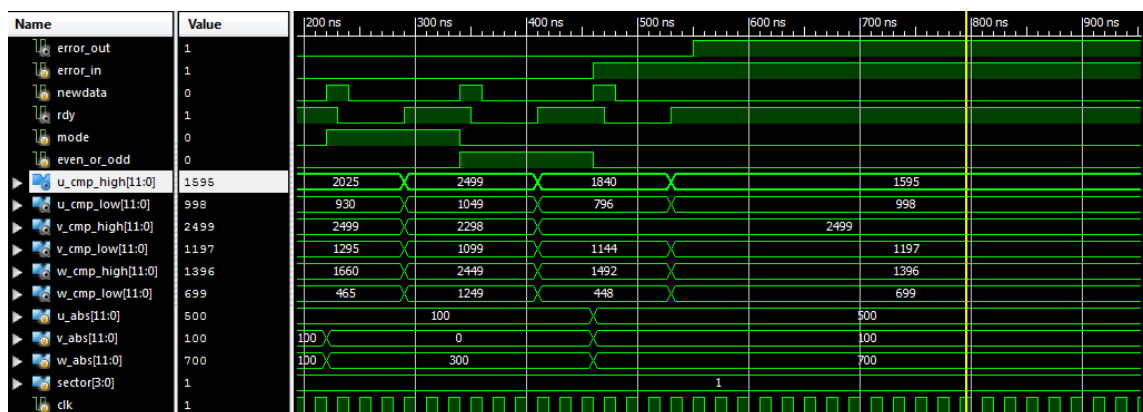 Name Value 200 ns 300 ns 400 ns 500 ns 600 ns 700 ns 800 ns 900 ns
error_out 1
error_in 1
newdata 0
rdy 1
mode 0
even_or_odd 0
u_cmp_high[11:0] 1595 2025 2499 1840 1595
u_cmp_low[11:0] 998 930 1049 796 998
v_cmp_high[11:0] 2499 2499 2298 2499
v_cmp_low[11:0] 1197 1295 1099 1144 1197
w_cmp_high[11:0] 1396 1660 2449 1492 1396
w_cmp_low[11:0] 699 465 1249 448 699
u_abs[11:0] 500 100 500
v_abs[11:0] 100 100 0 100
w_abs[11:0] 700 100 300 700
sector[3:0] 1 1
clk 1